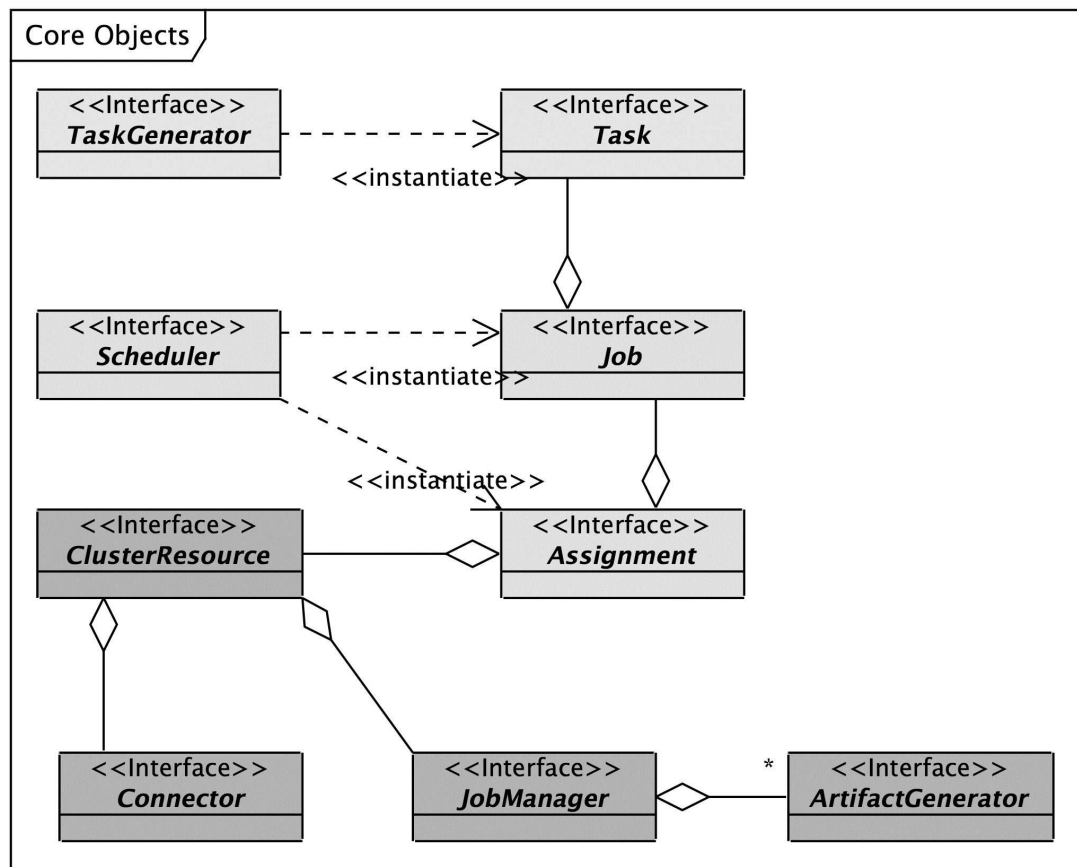 Core Objects
<<Interface>>
TaskGenerator
<<Interface>>
Task
<<instantiate>>
<<Interface>>
Scheduler
<<Interface>>
Job
<<instantiate>>
<<instantiate>>
<<Interface>>
ClusterResource
<<Interface>>
Assignment
<<Interface>>
Connector
<<Interface>>
JobManager
*
<<Interface>>
ArtifactGenerator